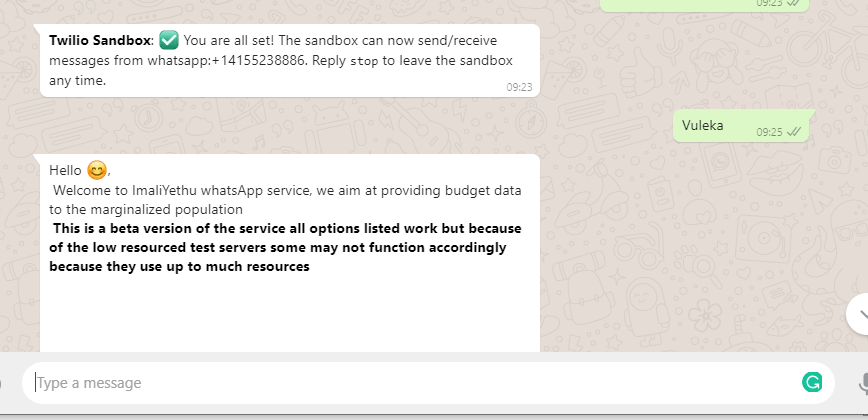 09:23
Twilio Sandbox: ✅ You are all set! The sandbox can now send/receive
messages from whatsapp:+14155238886. Reply stop to leave the sandbox
any time.
09:23
Vuleka
09:25
Hello 😊,
Welcome to ImaliYethu whatsApp service, we aim at providing budget data
to the marginalized population
This is a beta version of the service all options listed work but because
of the low resourced test servers some may not function accordingly
because they use up to much resources
Type a message